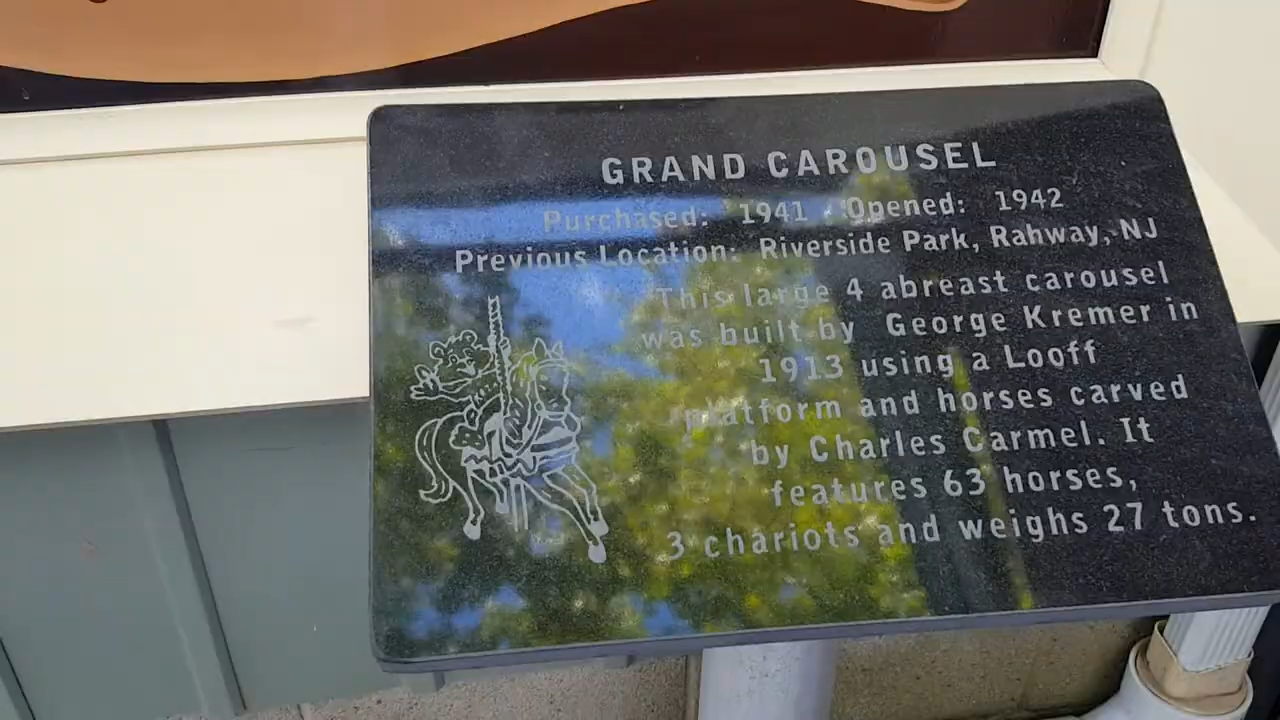 GRAND CAROUSEL
Purchased: 1941 Opened: 1942
Previous Location: Riverside Park, Rahway, NJ
This large 4 abreast carousel
was built by George Kremer in
1913 using a Looff
platform and horses carved
by Charles Carmel. It
features 63 horses,
3 chariots and weighs 27 tons.